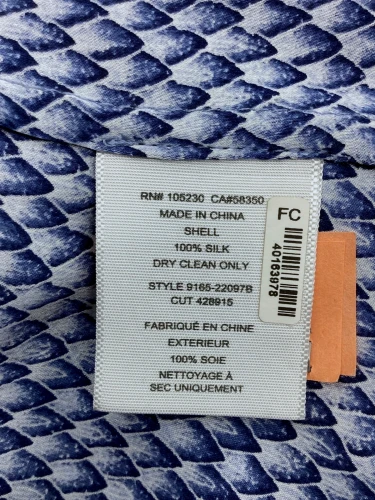 RN# 105230 CA#58350
MADE IN CHINA
SHELL
100% SILK
DRY CLEAN ONLY
STYLE 9165-22097B
CUT 428915
FABRIQUÉ EN CHINE
EXTERIEUR
100% SOIE
NETTOYAGE À
SEC UNIQUEMENT
FC
40163978